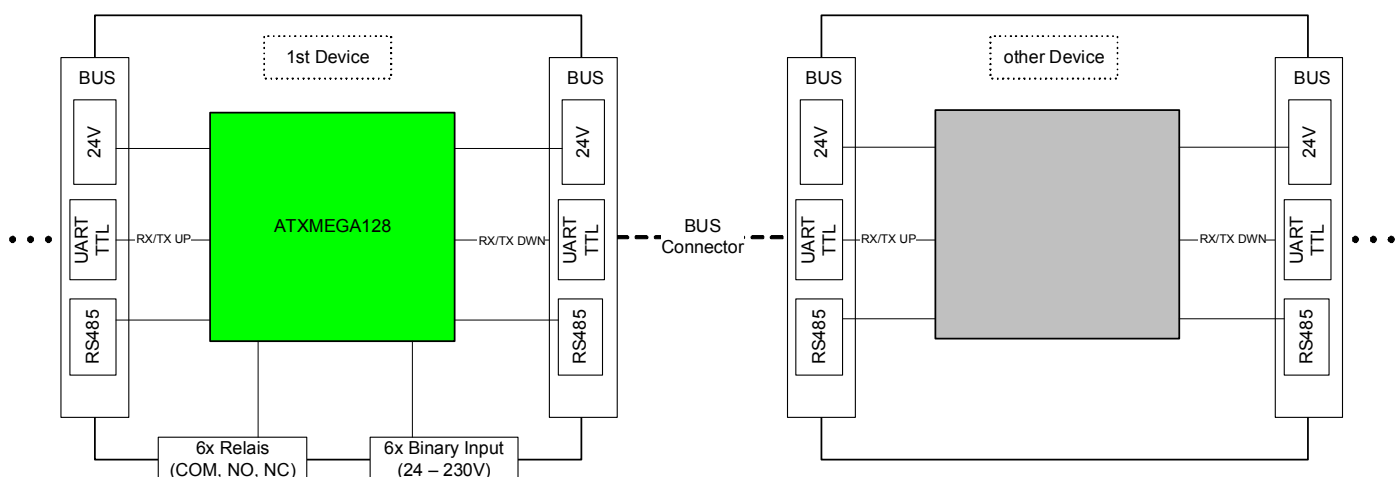 1st Device
other Device
BUS
BUS
BUS
BUS
24V
24V
24V
24V
ATXMEGA128
UART
TTL
RX/TX UP
RX/TX DWN
UART
TTL
BUS
Connector
UART
TTL
RX/TX UP
RX/TX DWN
UART
TTL
RS485
RS485
RS485
RS485
6x Relais
(COM, NO, NC)
6x Binary Input
(24 – 230V)